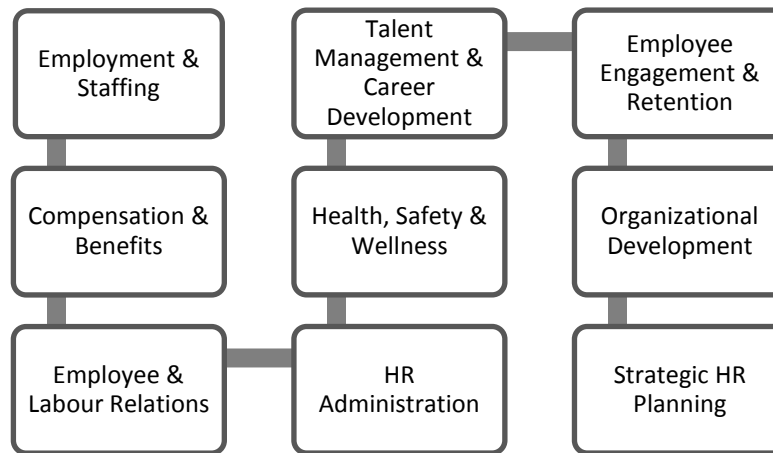 Employment &
Staffing
Compensation &
Benefits
Employee &
Labour Relations
HR
Administration
Health, Safety &
Wellness
Talent
Management &
Career
Development
Employee
Engagement &
Retention
Organizational
Development
Strategic HR
Planning